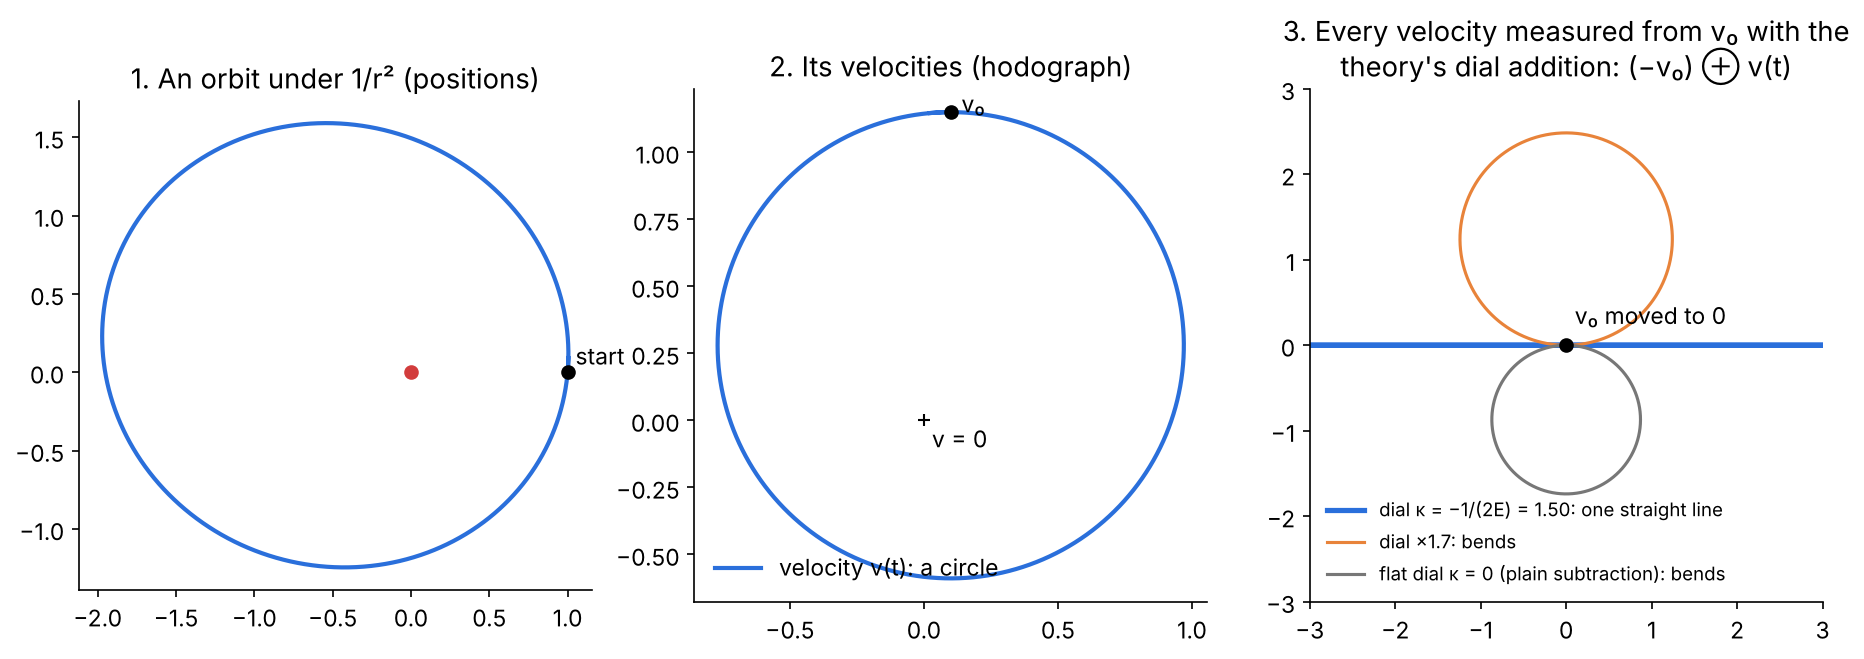 1. An orbit under 1/r² (positions)
1.5
1.0
0.5
0.0
−0.5
−1.0
−2.0 −1.5 −1.0 −0.5 0.0 0.5 1.0
start
2. Its velocities (hodograph)
1.00
0.75
0.50
0.25
0.00
−0.25
−0.50
−0.5 0.0 0.5 1.0
v₀
v = 0
velocity v(t): a circle
3. Every velocity measured from v₀ with the
theory's dial addition: (−v₀) ⊕ v(t)
3
2
1
0
−1
−2
−3
−3 −2 −1 0 1 2 3
v₀ moved to 0
dial κ = −1/(2E) = 1.50: one straight line
dial ×1.7: bends
flat dial κ = 0 (plain subtraction): bends